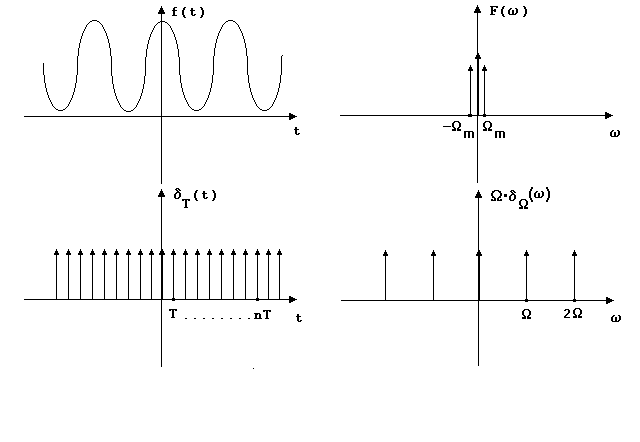 f(t)
F(ω)
t
-Ωm Ωm
ω
δT(t)
Ω·δΩ(ω)
T ........nT
t
Ω 2Ω
ω